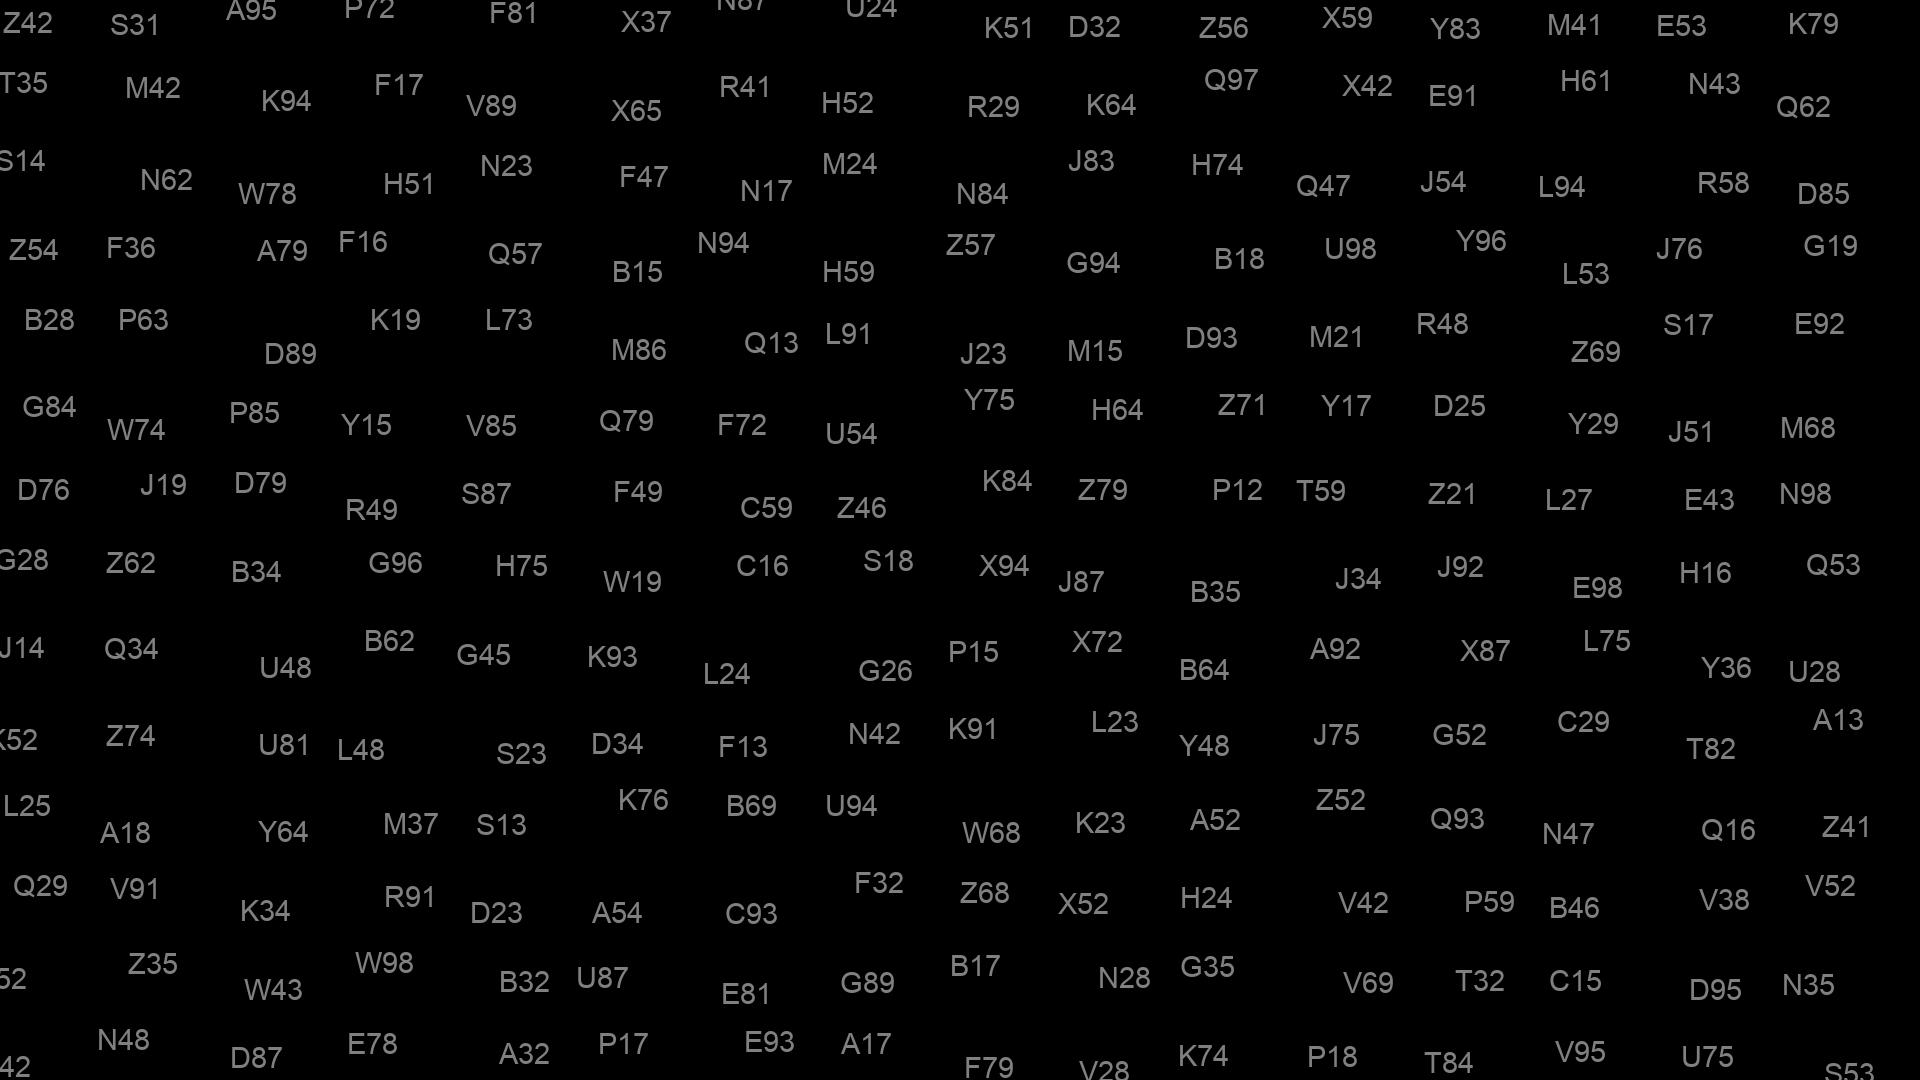 Z42 S31 A95 P72 F81 X37 N87 U24 K51 D32 Z56 X59 Y83 M41 E53 K79
T35 M42 K94 F17 V89 X65 R41 H52 R29 K64 Q97 X42 E91 H61 N43 Q62
S14 N62 W78 H51 N23 F47 N17 M24 N84 J83 H74 Q47 J54 L94 R58 D85
Z54 F36 A79 F16 Q57 B15 N94 H59 Z57 G94 B18 U98 Y96 L53 J76 G19
B28 P63 D89 K19 L73 M86 Q13 L91 J23 M15 D93 M21 R48 Z69 S17 E92
G84 W74 P85 Y15 V85 Q79 F72 U54 Y75 H64 Z71 Y17 D25 Y29 J51 M68
D76 J19 D79 R49 S87 F49 C59 Z46 K84 Z79 P12 T59 Z21 L27 E43 N98
G28 Z62 B34 G96 H75 W19 C16 S18 X94 J87 B35 J34 J92 E98 H16 Q53
J14 Q34 U48 B62 G45 K93 L24 G26 P15 X72 B64 A92 X87 L75 Y36 U28
K52 Z74 U81 L48 S23 D34 F13 N42 K91 L23 Y48 J75 G52 C29 T82 A13
L25 A18 Y64 M37 S13 K76 B69 U94 W68 K23 A52 Z52 Q93 N47 Q16 Z41
Q29 V91 K34 R91 D23 A54 C93 F32 Z68 X52 H24 V42 P59 B46 V38 V52
52 Z35 W43 W98 B32 U87 E81 G89 B17 N28 G35 V69 T32 C15 D95 N35
42 N48 D87 E78 A32 P17 E93 A17 F79 V28 K74 P18 T84 V95 U75 S53